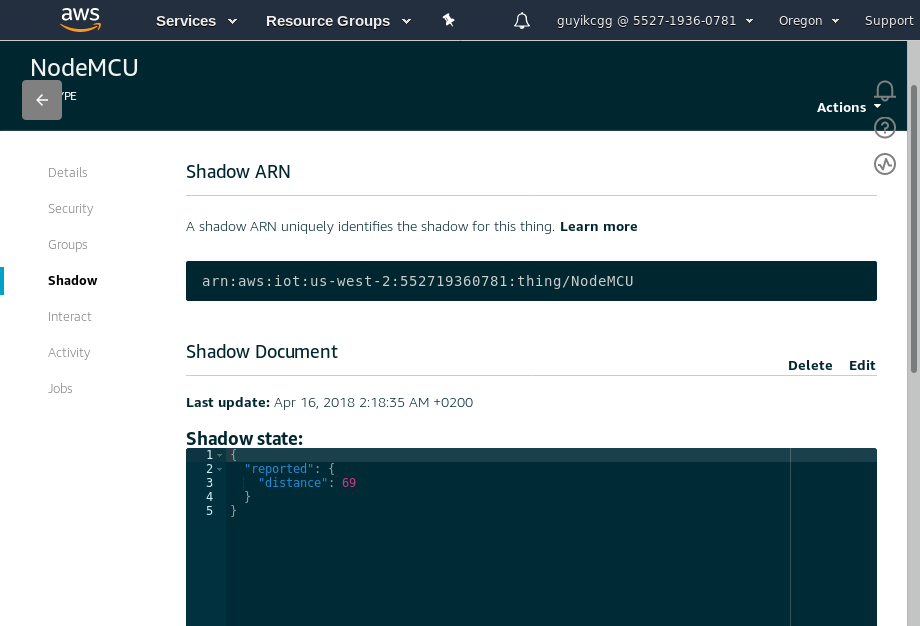 aws Services Resource Groups guyikcgg @ 5527-1936-0781 Oregon Support
NodeMCU
YPE
Actions
Details
Security
Groups
Shadow
Interact
Activity
Jobs
Shadow ARN
A shadow ARN uniquely identifies the shadow for this thing. Learn more
arn:aws:iot:us-west-2:552719360781:thing/NodeMCU
Shadow Document
Delete Edit
Last update: Apr 16, 2018 2:18:35 AM +0200
Shadow state:
1 {
2 "reported": {
3 "distance": 69
4 }
5 }